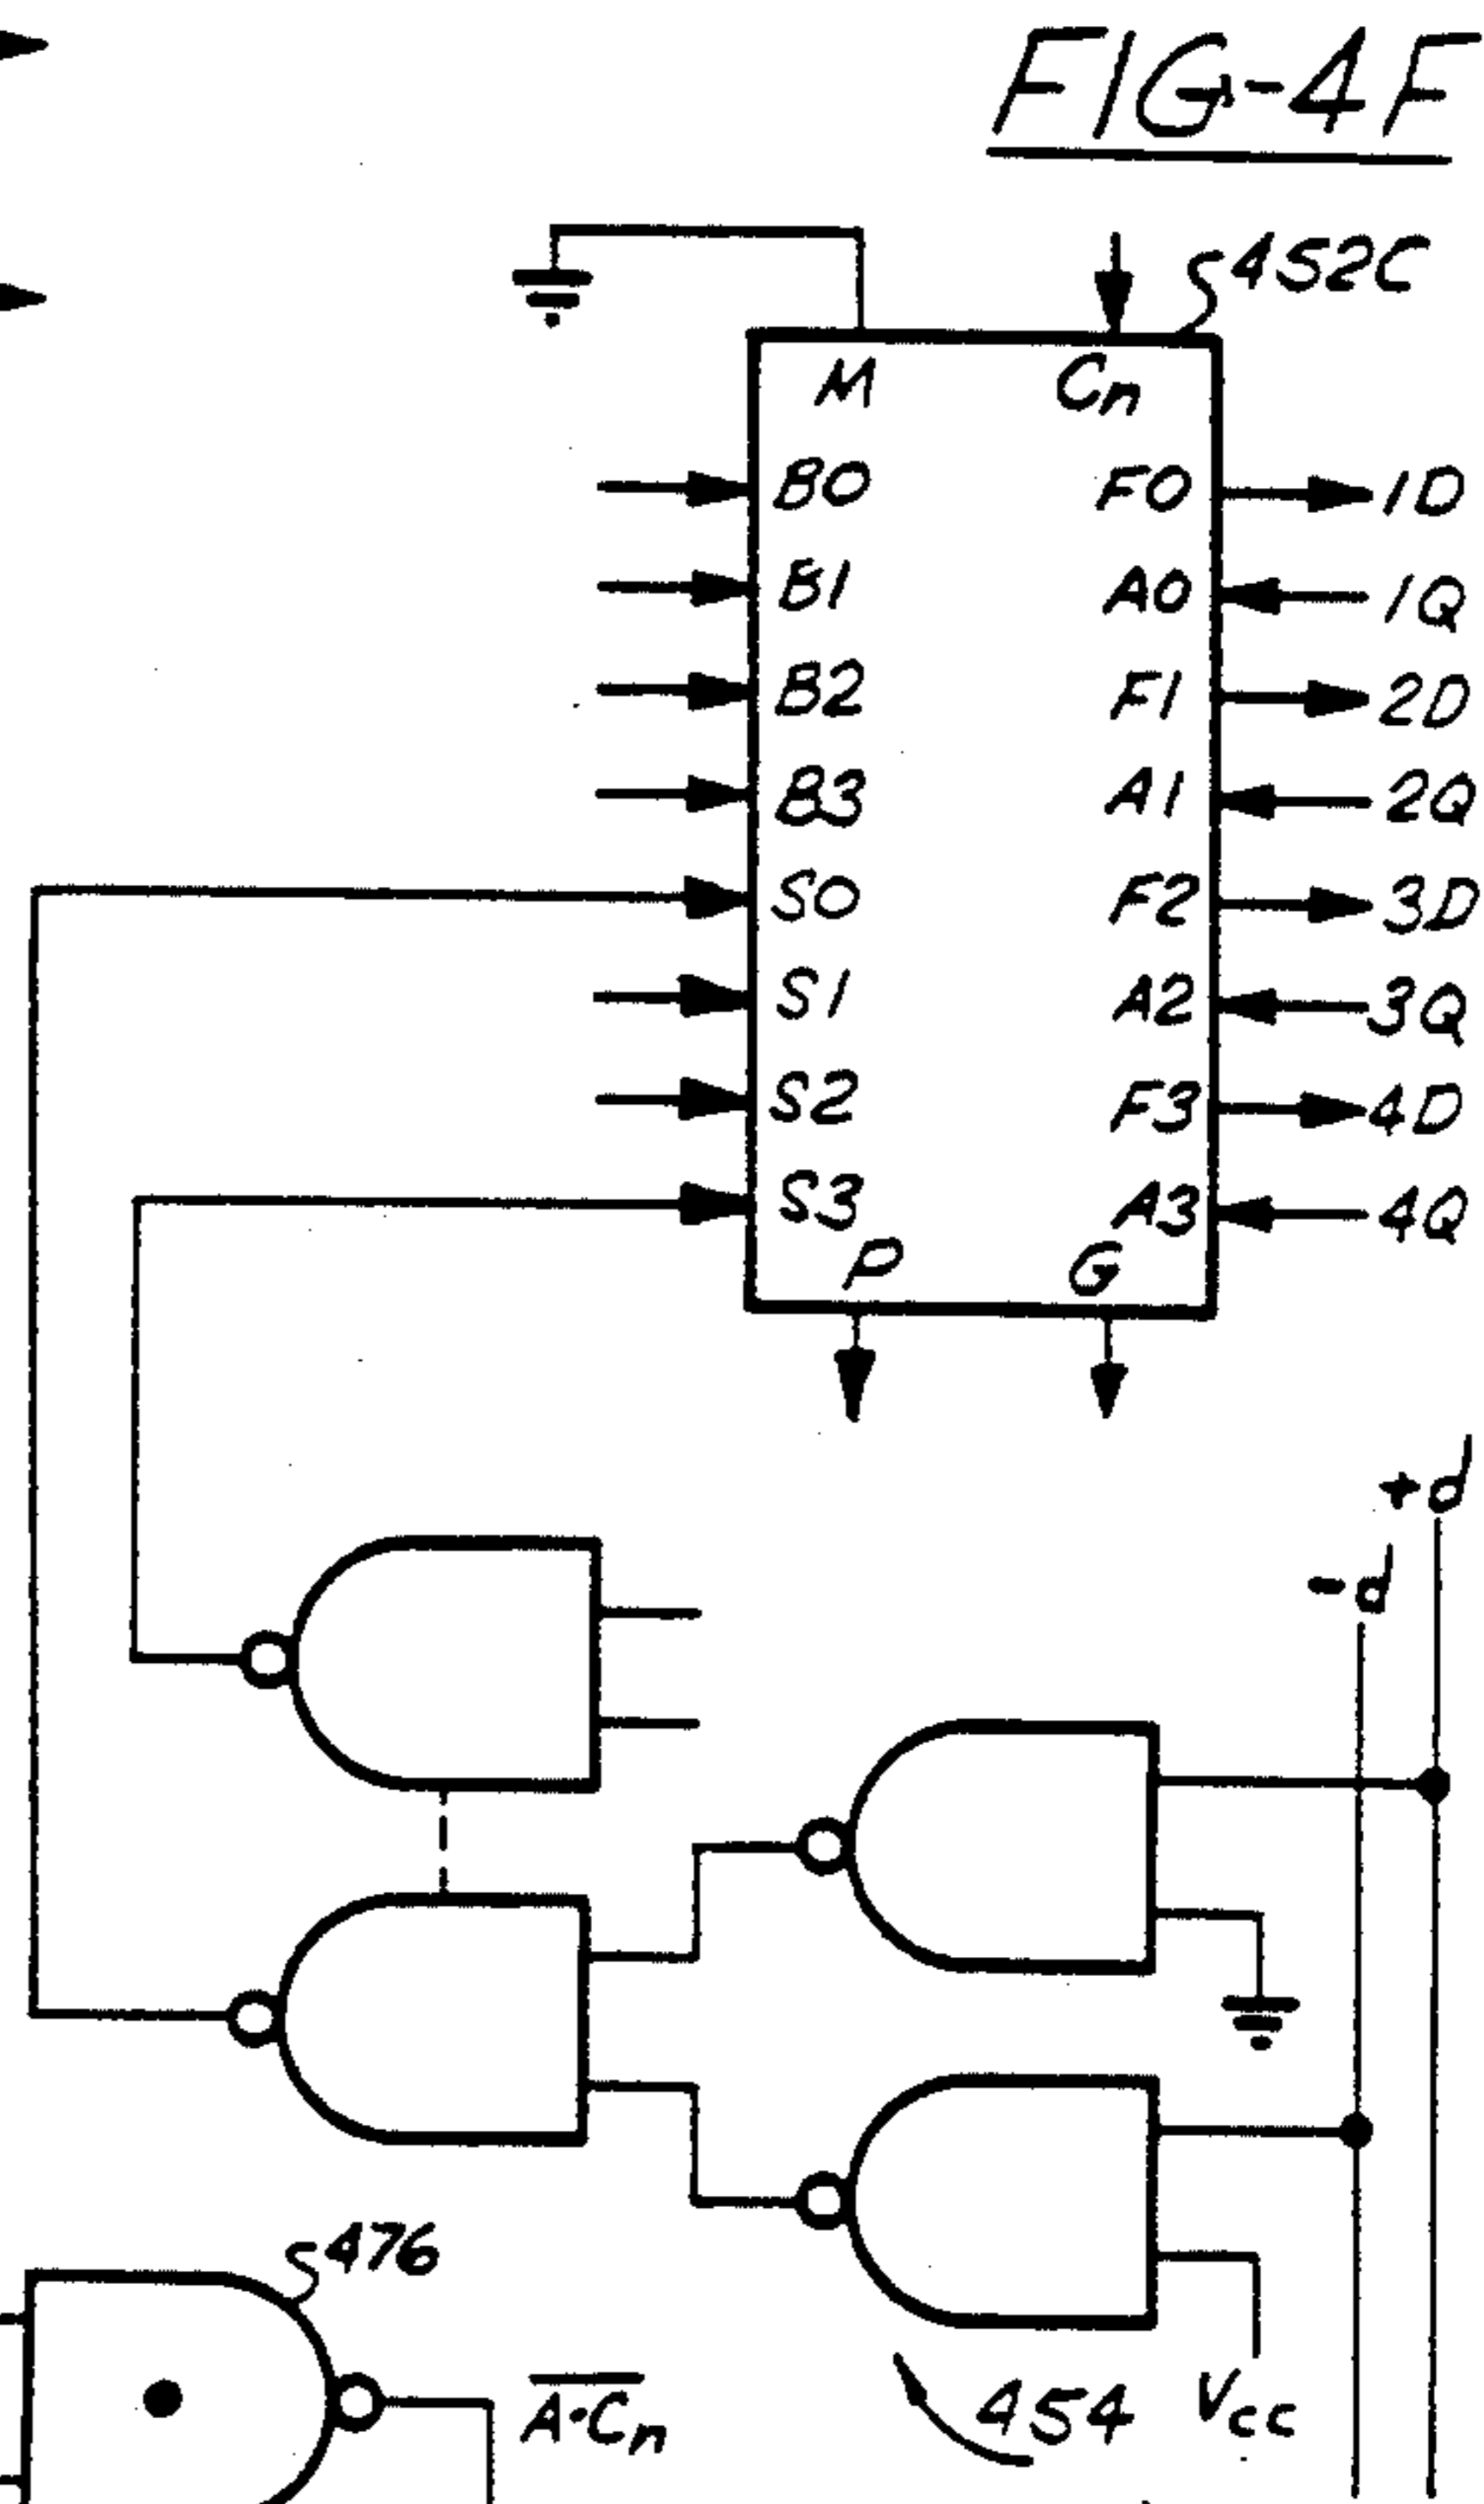 FIG-4F
452C
M Cn
B0 F0 1D
B1 A0 1Q
B2 F1 2D
B3 A1 2Q
S0 F2 3D
S1 A2 3Q
S2 F3 4D
S3 A3 4Q
P G
+d
-d
476
A·Cn
454 Vcc